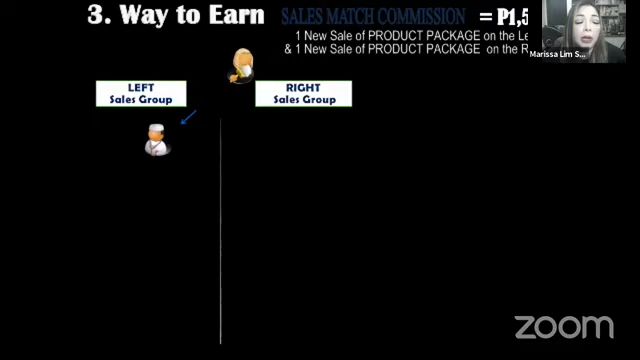 3. Way to Earn SALES MATCH COMMISSION = P1,5
1 New Sale of PRODUCT PACKAGE on the Le
& 1 New Sale of PRODUCT PACKAGE on the R
Marissa Lim S...
LEFT
Sales Group
RIGHT
Sales Group
zoom